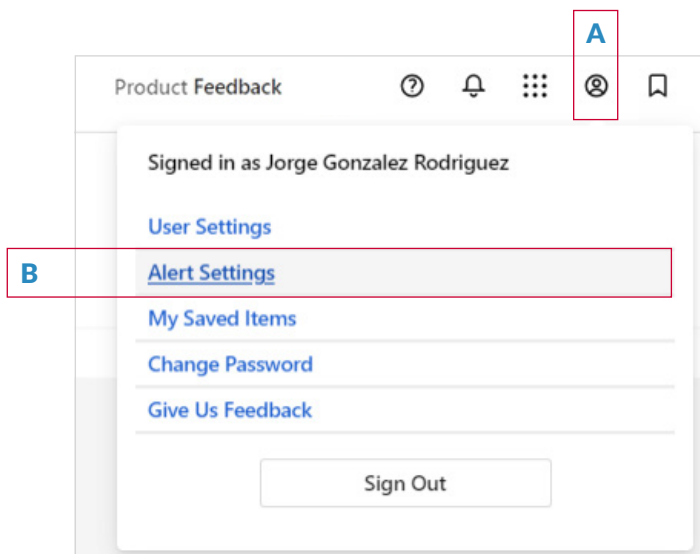 A
Product Feedback
Signed in as Jorge Gonzalez Rodriguez
User Settings
B
Alert Settings
My Saved Items
Change Password
Give Us Feedback
Sign Out